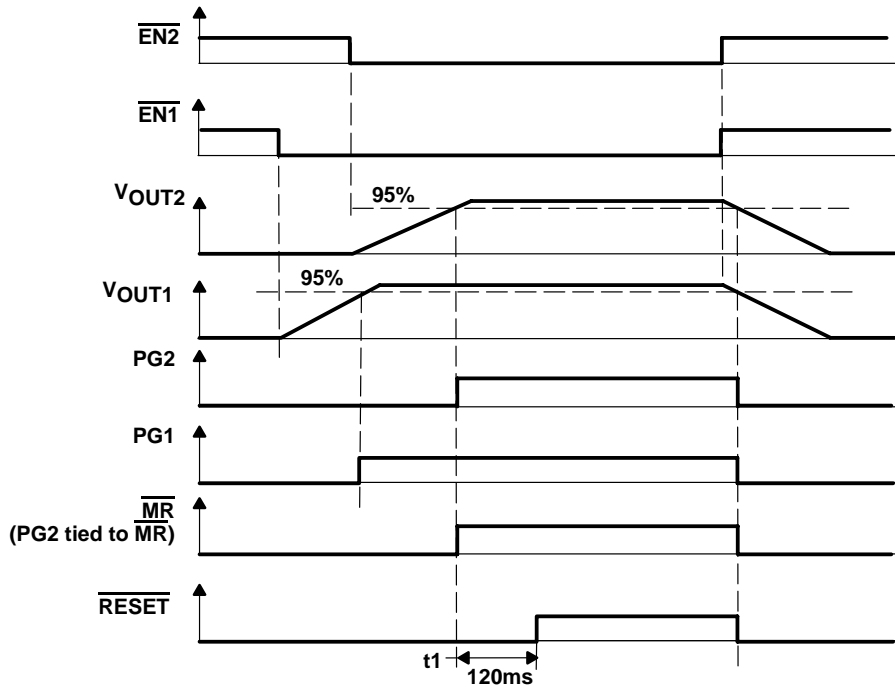 EN2
EN1
VOUT2
95%
VOUT1
95%
PG2
PG1
MR
(PG2 tied to MR)
RESET
t1
120ms